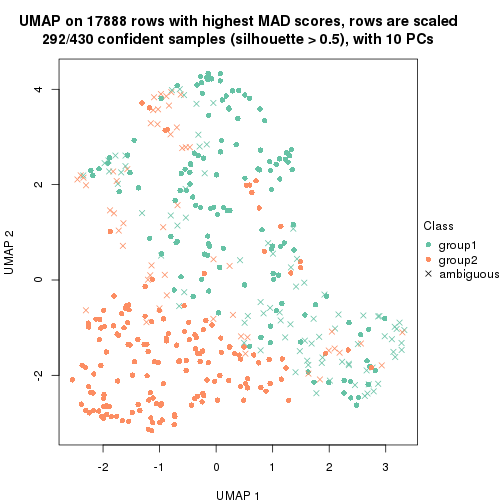 UMAP on 17888 rows with highest MAD scores, rows are scaled
292/430 confident samples (silhouette > 0.5), with 10 PCs
4
2
0
-2
UMAP 2
-2
-1
0
1
2
3
UMAP 1
Class
group1
group2
ambiguous